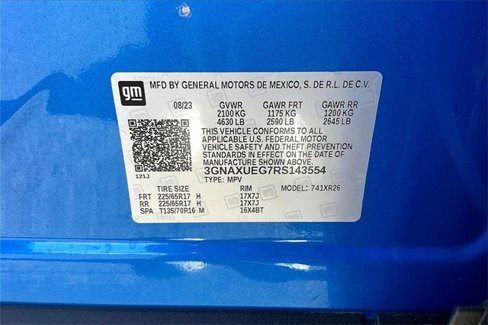 gm
MFD BY GENERAL MOTORS DE MEXICO, S. DE R.L. DE C.V.
08/23 GVWR GAWR FRT GAWR RR
2100 KG 1175 KG 1200 KG
4630 LB 2590 LB 2645 LB
THIS VEHICLE CONFORMS TO ALL APPLICABLE
U.S. FEDERAL MOTOR VEHICLE SAFETY,
BUMPER, AND THEFT PREVENTION STANDARDS
IN EFFECT ON THE DATE OF MANUFACTURE
SHOWN ABOVE.
3GNAXUEG7RS143554
121J TYPE: MPV MODEL: 741XR26
TIRE SIZE RIM
FRT 225/65R17 H 17X7J
RR 225/65R17 H 17X7J
SPA T135/70R16 M 16X4BT